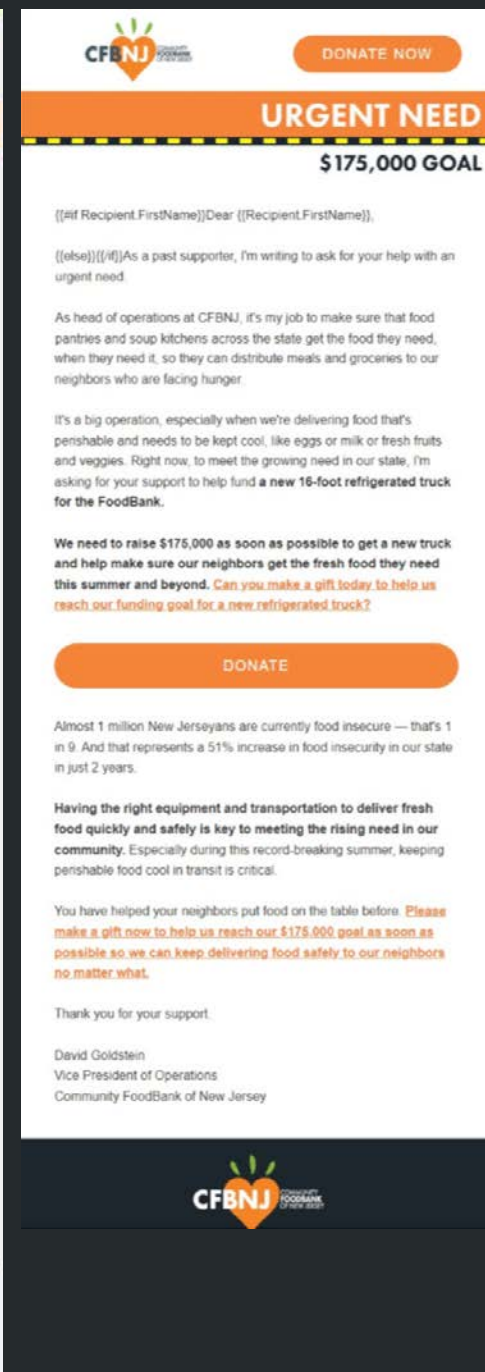 CFBNJ COMMUNITY FOODBANK OF NEW JERSEY
DONATE NOW
URGENT NEED
$175,000 GOAL
{{#if Recipient.FirstName}}Dear {{Recipient.FirstName}},
{{else}}{{/if}}As a past supporter, I'm writing to ask for your help with an
urgent need.
As head of operations at CFBNJ, it's my job to make sure that food
pantries and soup kitchens across the state get the food they need,
when they need it, so they can distribute meals and groceries to our
neighbors who are facing hunger.
It's a big operation, especially when we're delivering food that's
perishable and needs to be kept cool, like eggs or milk or fresh fruits
and veggies. Right now, to meet the growing need in our state, I'm
asking for your support to help fund a new 16-foot refrigerated truck
for the FoodBank.
We need to raise $175,000 as soon as possible to get a new truck
and help make sure our neighbors get the fresh food they need
this summer and beyond. Can you make a gift today to help us
reach our funding goal for a new refrigerated truck?
DONATE
Almost 1 million New Jerseyans are currently food insecure — that's 1
in 9. And that represents a 51% increase in food insecurity in our state
in just 2 years.
Having the right equipment and transportation to deliver fresh
food quickly and safely is key to meeting the rising need in our
community. Especially during this record-breaking summer, keeping
perishable food cool in transit is critical.
You have helped your neighbors put food on the table before. Please
make a gift now to help us reach our $175,000 goal as soon as
possible so we can keep delivering food safely to our neighbors
no matter what.
Thank you for your support.
David Goldstein
Vice President of Operations
Community FoodBank of New Jersey
CFBNJ COMMUNITY FOODBANK OF NEW JERSEY